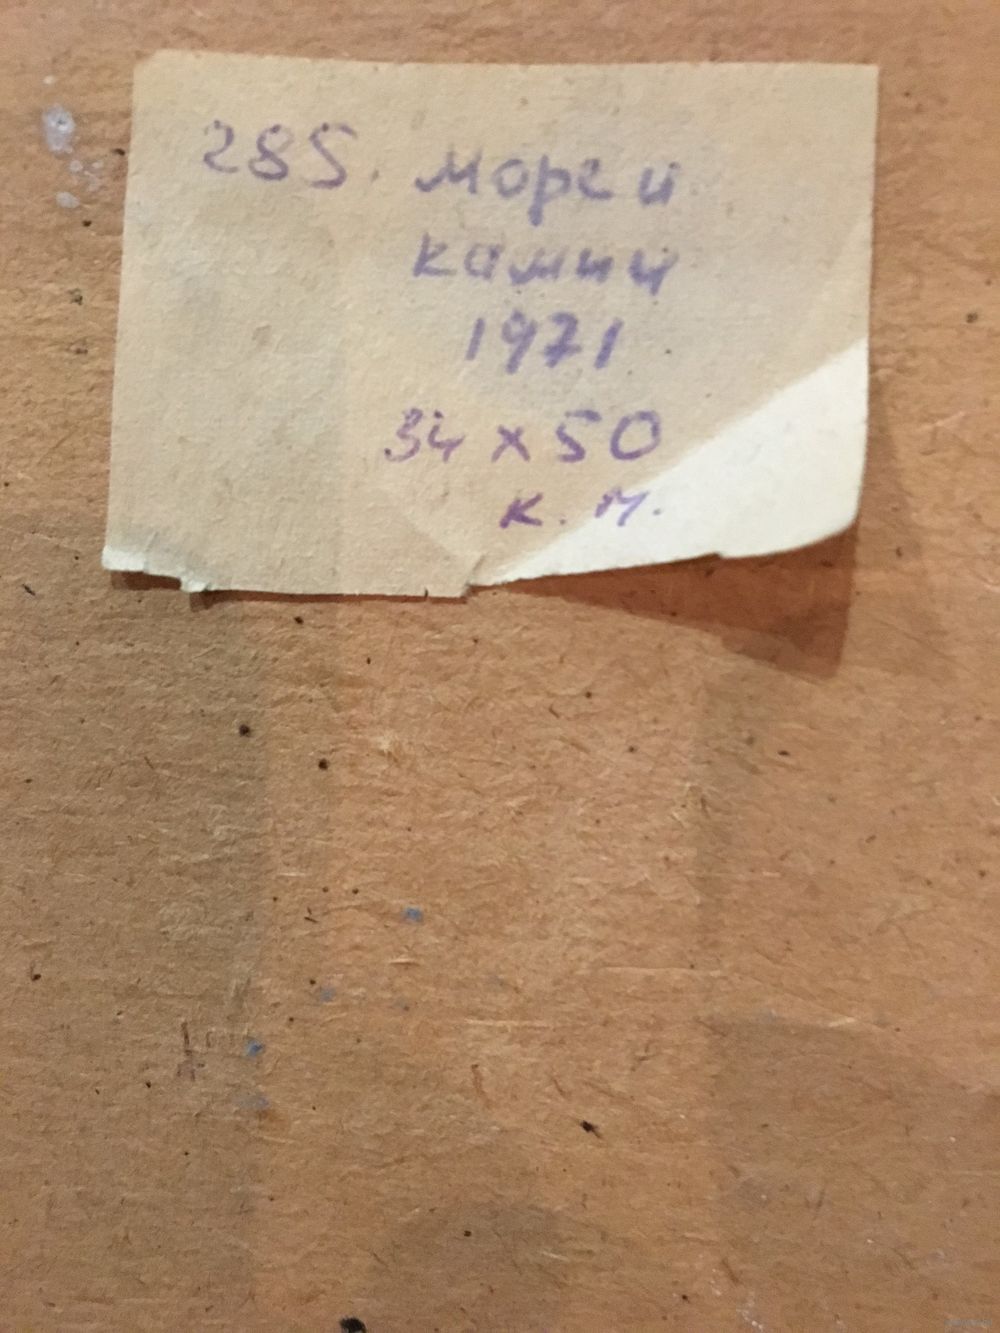 285. море и
камни
1971
34 x 50
к. м.